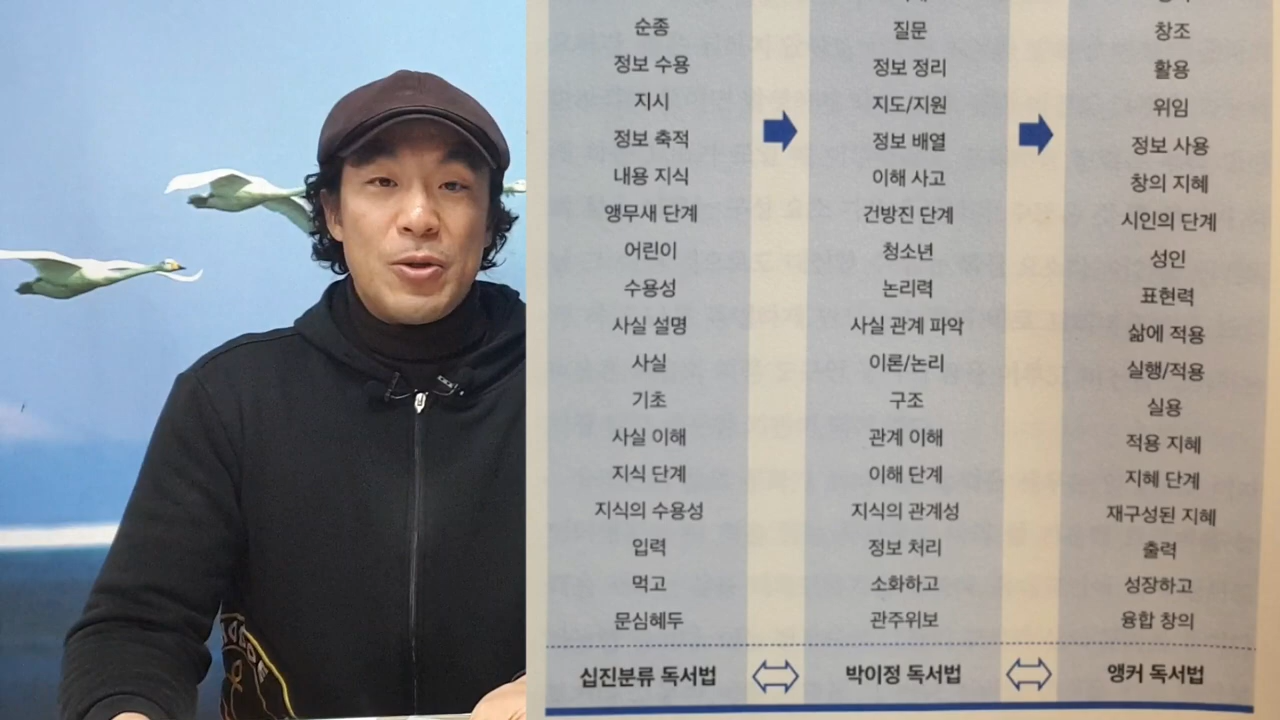 순종 질문 창조
정보 수용 정보 정리 활용
지시 지도/지원 위임
정보 축적 정보 배열 정보 사용
내용 지식 이해 사고 창의 지혜
앵무새 단계 건방진 단계 시인의 단계
어린이 청소년 성인
수용성 논리력 표현력
사실 설명 사실 관계 파악 삶에 적용
사실 이론/논리 실행/적용
기초 구조 실용
사실 이해 관계 이해 적용 지혜
지식 단계 이해 단계 지혜 단계
지식의 수용성 지식의 관계성 재구성된 지혜
입력 정보 처리 출력
먹고 소화하고 성장하고
문심혜두 관주위보 융합 창의
십진분류 독서법 박이정 독서법 앵커 독서법